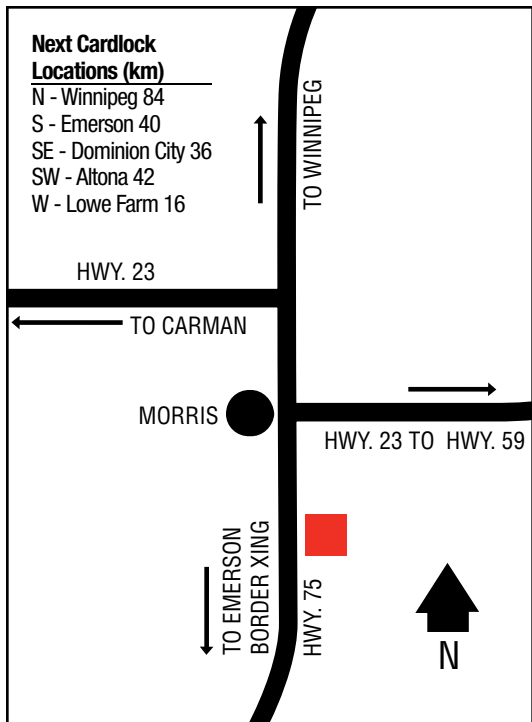 Next Cardlock
Locations (km)
N - Winnipeg 84
S - Emerson 40
SE - Dominion City 36
SW - Altona 42
W - Lowe Farm 16
TO WINNIPEG
HWY. 23
TO CARMAN
MORRIS
HWY. 23 TO HWY. 59
TO EMERSON
BORDER XING
HWY. 75
N